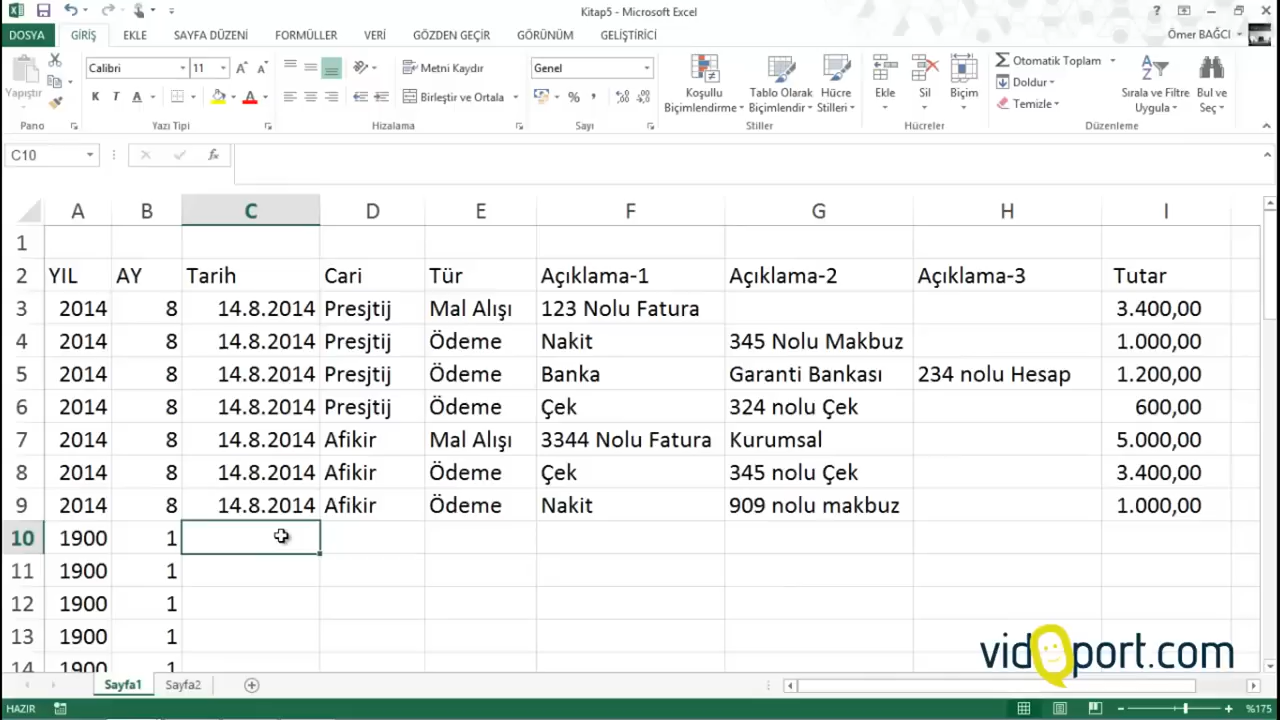 Kitap5 - Microsoft Excel
DOSYA GİRİŞ EKLE SAYFA DÜZENİ FORMÜLLER VERİ GÖZDEN GEÇİR GÖRÜNÜM GELİŞTİRİCİ Ömer BAĞCI
Yapıştır
Calibri 11
K T A
Metni Kaydır
Birleştir ve Ortala
Genel
Koşullu Biçimlendirme
Tablo Olarak Biçimlendir
Hücre Stilleri
Ekle Sil Biçim
Otomatik Toplam
Doldur
Temizle
Sırala ve Filtre Uygula
Bul ve Seç
Pano Yazı Tipi Hizalama Sayı Stiller Hücreler Düzenleme
C10 fx
A B C D E F G H I
1
2 YIL AY Tarih Cari Tür Açıklama-1 Açıklama-2 Açıklama-3 Tutar
3 2014 8 14.8.2014 Presjtij Mal Alışı 123 Nolu Fatura 3.400,00
4 2014 8 14.8.2014 Presjtij Ödeme Nakit 345 Nolu Makbuz 1.000,00
5 2014 8 14.8.2014 Presjtij Ödeme Banka Garanti Bankası 234 nolu Hesap 1.200,00
6 2014 8 14.8.2014 Presjtij Ödeme Çek 324 nolu Çek 600,00
7 2014 8 14.8.2014 Afikir Mal Alışı 3344 Nolu Fatura Kurumsal 5.000,00
8 2014 8 14.8.2014 Afikir Ödeme Çek 345 nolu Çek 3.400,00
9 2014 8 14.8.2014 Afikir Ödeme Nakit 909 nolu makbuz 1.000,00
10 1900 1
11 1900 1
12 1900 1
13 1900 1
14 1900 1
vidoport.com
Sayfa1 Sayfa2
HAZIR %175